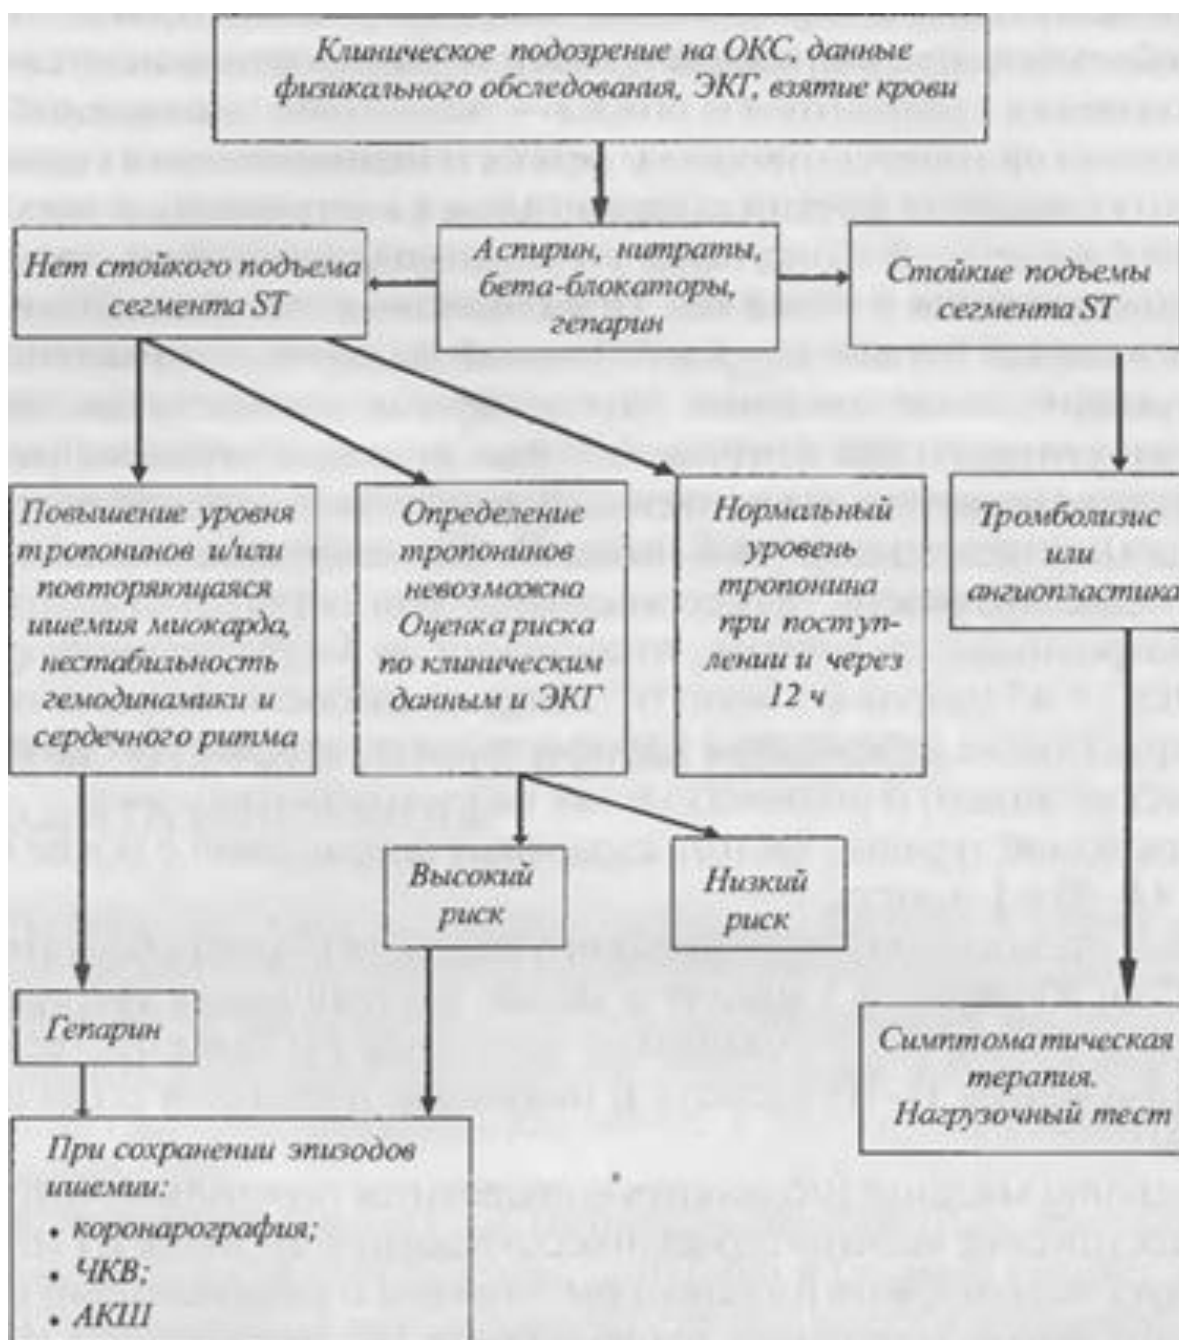 Клиническое подозрение на ОКС, данные
физикального обследования, ЭКГ, взятие крови
Нет стойкого подъема
сегмента ST
Аспирин, нитраты,
бета-блокаторы,
гепарин
Стойкие подъемы
сегмента ST
Повышение уровня
тропонинов и/или
повторяющаяся
ишемия миокарда,
нестабильность
гемодинамики и
сердечного ритма
Определение
тропонинов
невозможно
Оценка риска
по клиническим
данным и ЭКГ
Нормальный
уровень
тропонина
при поступ-
лении и через
12 ч
Тромболизис
или
ангиопластика
Высокий
риск
Низкий
риск
Гепарин
Симптоматическая
терапия.
Нагрузочный тест
При сохранении эпизодов
ишемии:
• коронарография;
• ЧКВ;
• АКШ